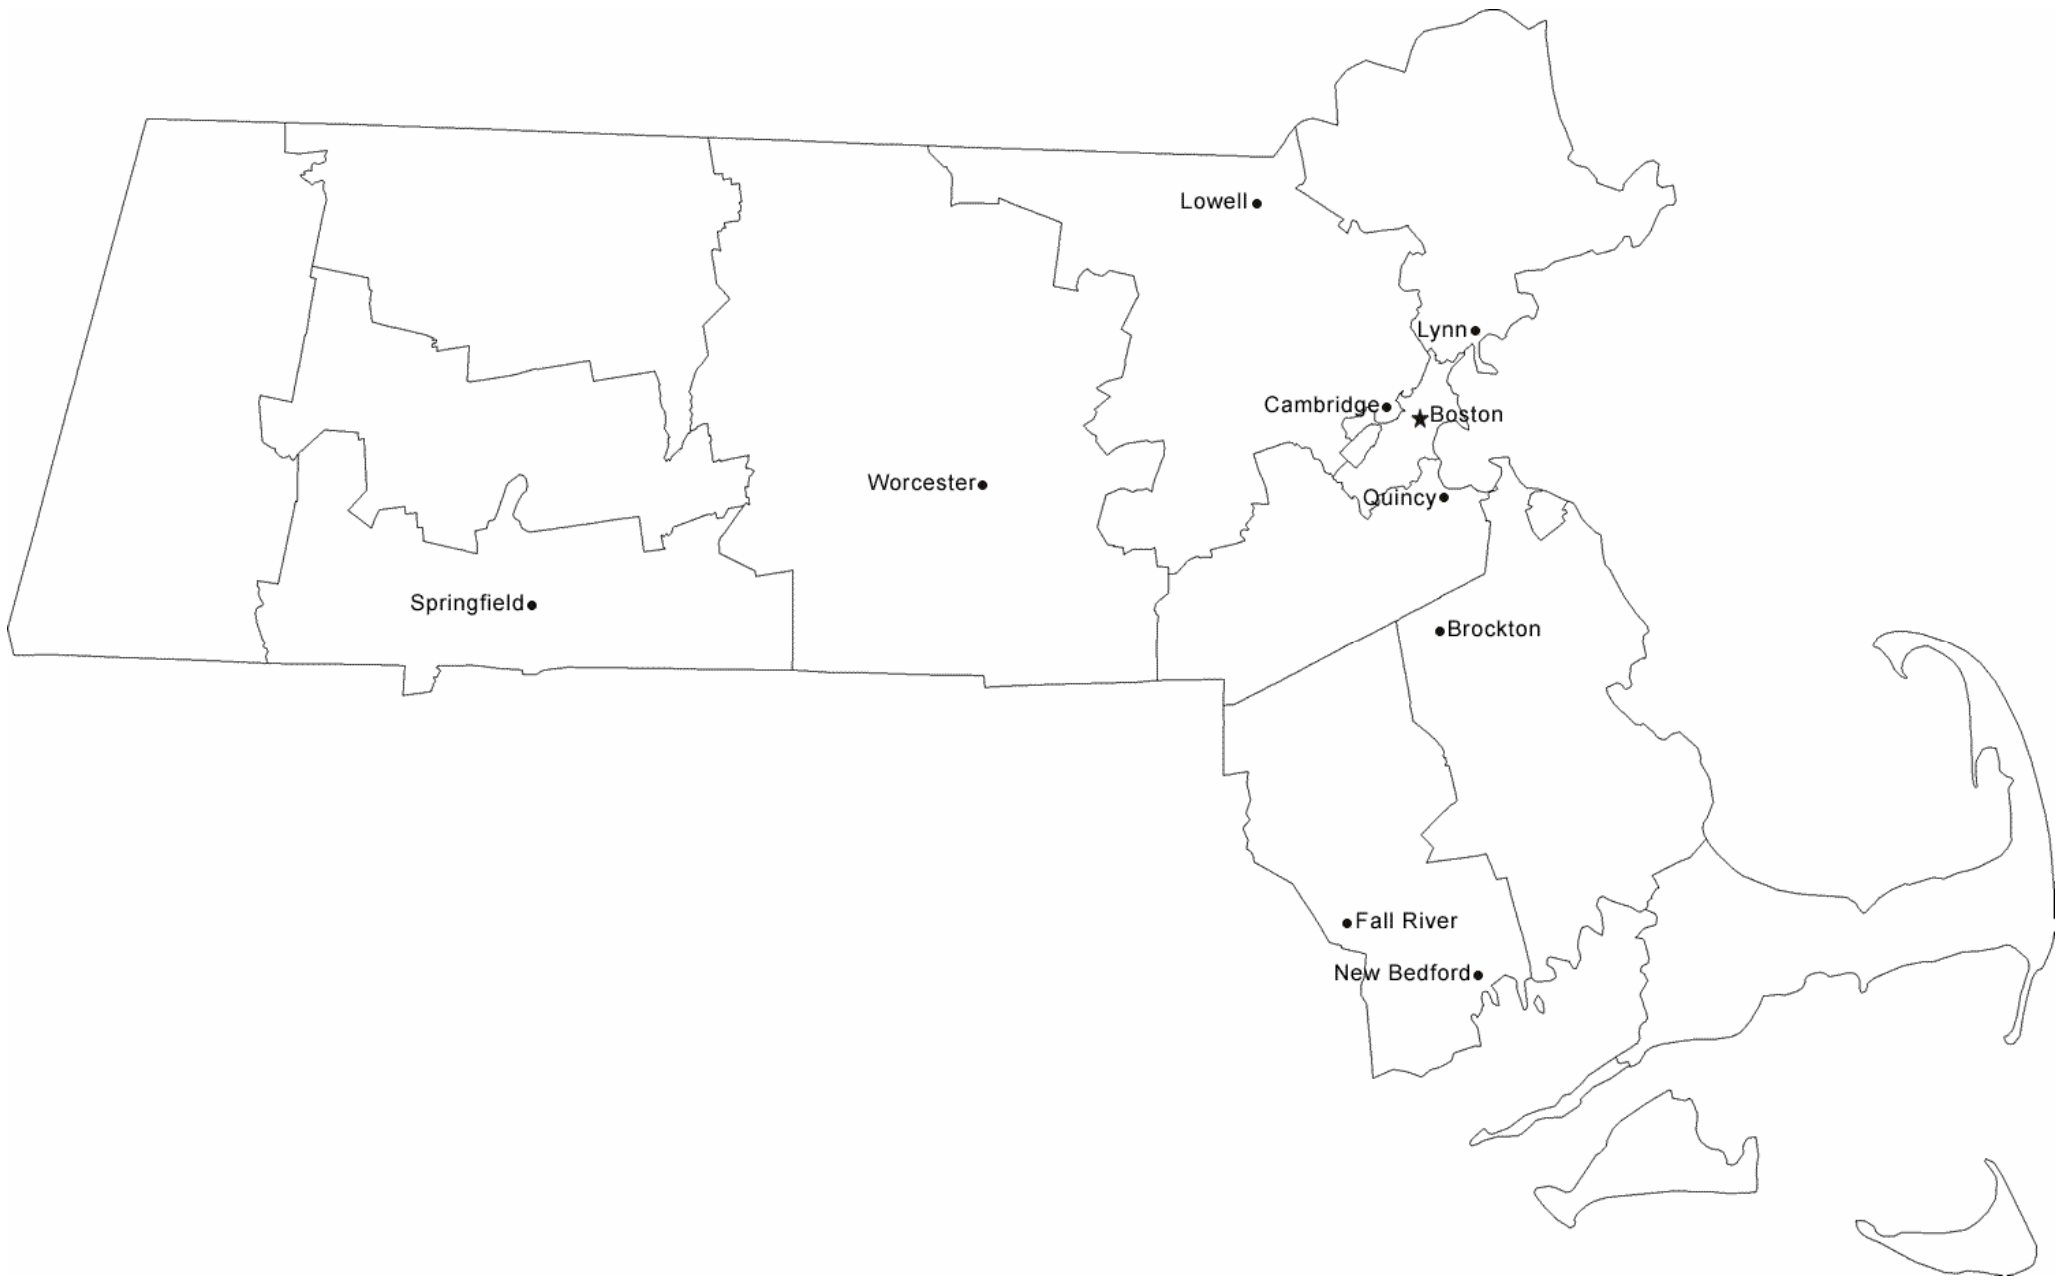 Lowell
Lynn
Cambridge
Boston
Worcester
Quincy
Springfield
Brockton
Fall River
New Bedford